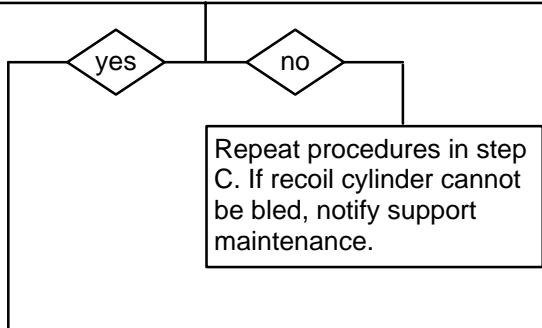 yes
no
Repeat procedures in step
C. If recoil cylinder cannot
be bled, notify support
maintenance.